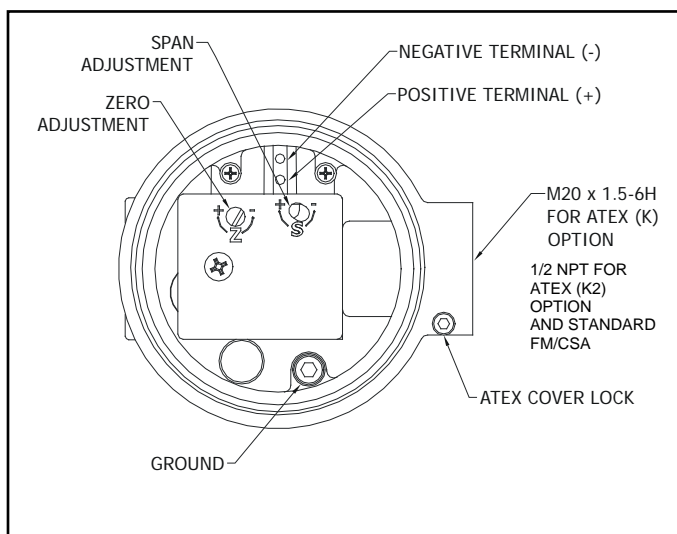 SPAN
ADJUSTMENT
ZERO
ADJUSTMENT
NEGATIVE TERMINAL (-)
POSITIVE TERMINAL (+)
+ - 
Z
+ -
S
M20 x 1.5-6H
FOR ATEX (K)
OPTION
1/2 NPT FOR
ATEX (K2)
OPTION
AND STANDARD
FM/CSA
ATEX COVER LOCK
GROUND